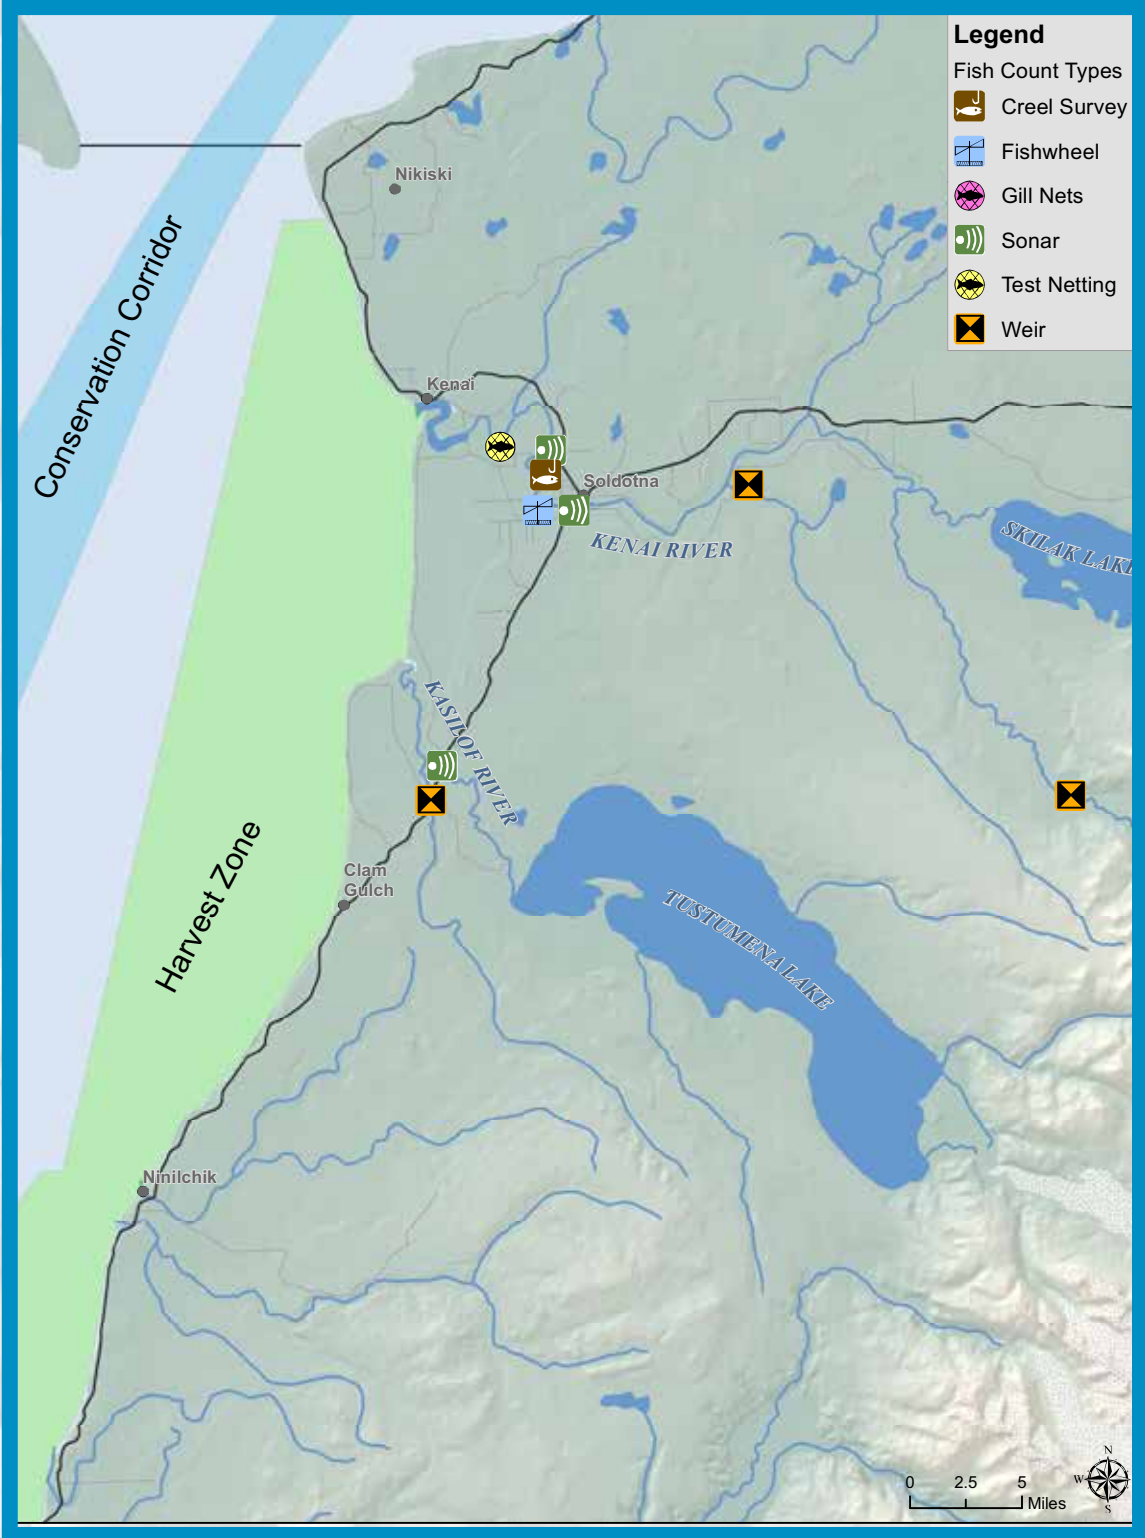 Legend
Fish Count Types
Creel Survey
Fishwheel
Gill Nets
Sonar
Test Netting
Weir
Nikiski
Conservation Corridor
Kenai
Soldotna
KENAI RIVER
SKILAK LAKE
KASILOF RIVER
Harvest Zone
Clam
Gulch
TUSTUMENA LAKE
Ninilchik
N
W
S
0 2.5 5
Miles